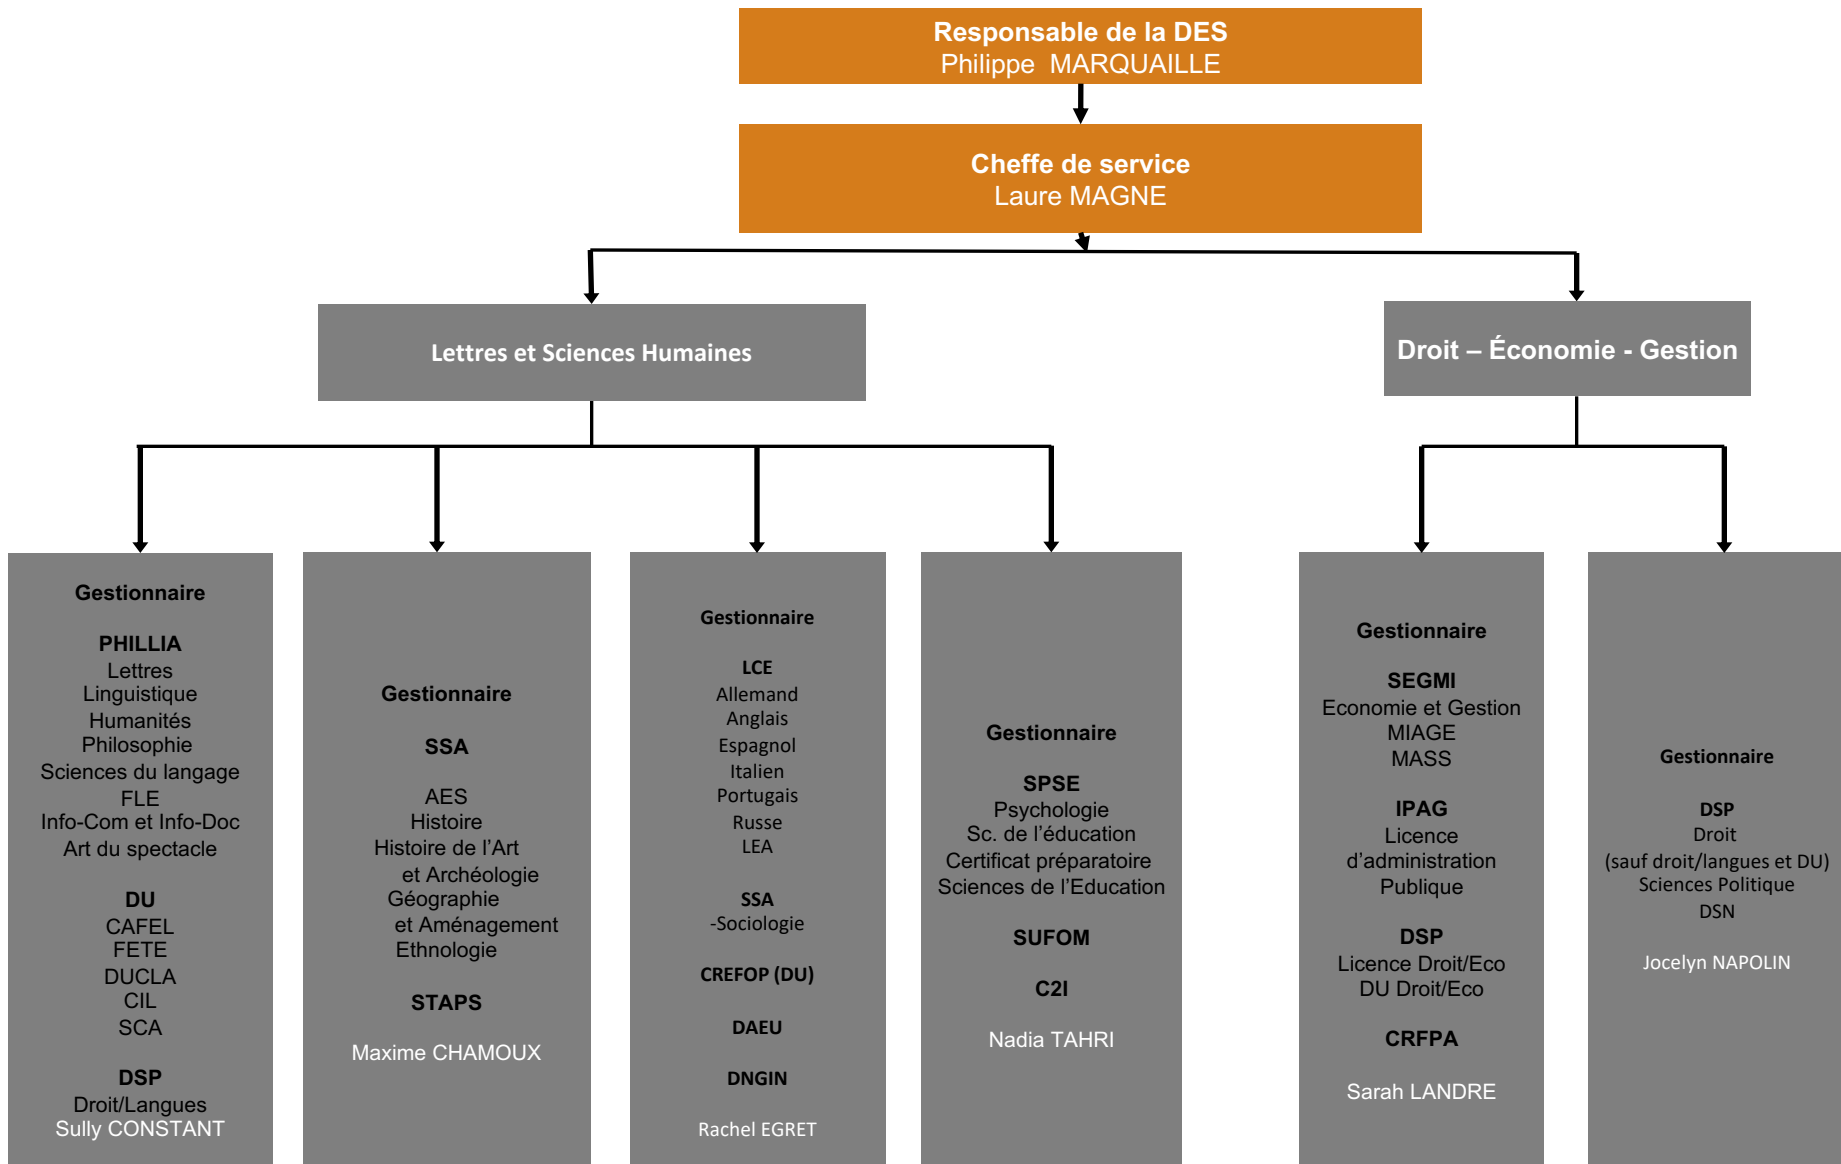 Responsable de la DES
Philippe MARQUAILLE
Cheffe de service
Laure MAGNE
Lettres et Sciences Humaines
Droit – Économie - Gestion
Gestionnaire
PHILLIA
Lettres
Linguistique
Humanités
Philosophie
Sciences du langage
FLE
Info-Com et Info-Doc
Art du spectacle
DU
CAFEL
FETE
DUCLA
CIL
SCA
DSP
Droit/Langues
Sully CONSTANT
Gestionnaire
SSA
AES
Histoire
Histoire de l'Art
et Archéologie
Géographie
et Aménagement
Ethnologie
STAPS
Maxime CHAMOUX
Gestionnaire
LCE
Allemand
Anglais
Espagnol
Italien
Portugais
Russe
LEA
SSA
-Sociologie
CREFOP (DU)
DAEU
DNGIN
Rachel EGRET
Gestionnaire
SPSE
Psychologie
Sc. de l'éducation
Certificat préparatoire
Sciences de l'Education
SUFOM
C2I
Nadia TAHRI
Gestionnaire
SEGMI
Economie et Gestion
MIAGE
MASS
IPAG
Licence
d'administration
Publique
DSP
Licence Droit/Eco
DU Droit/Eco
CRFPA
Sarah LANDRE
Gestionnaire
DSP
Droit
(sauf droit/langues et DU)
Sciences Politique
DSN
Jocelyn NAPOLIN